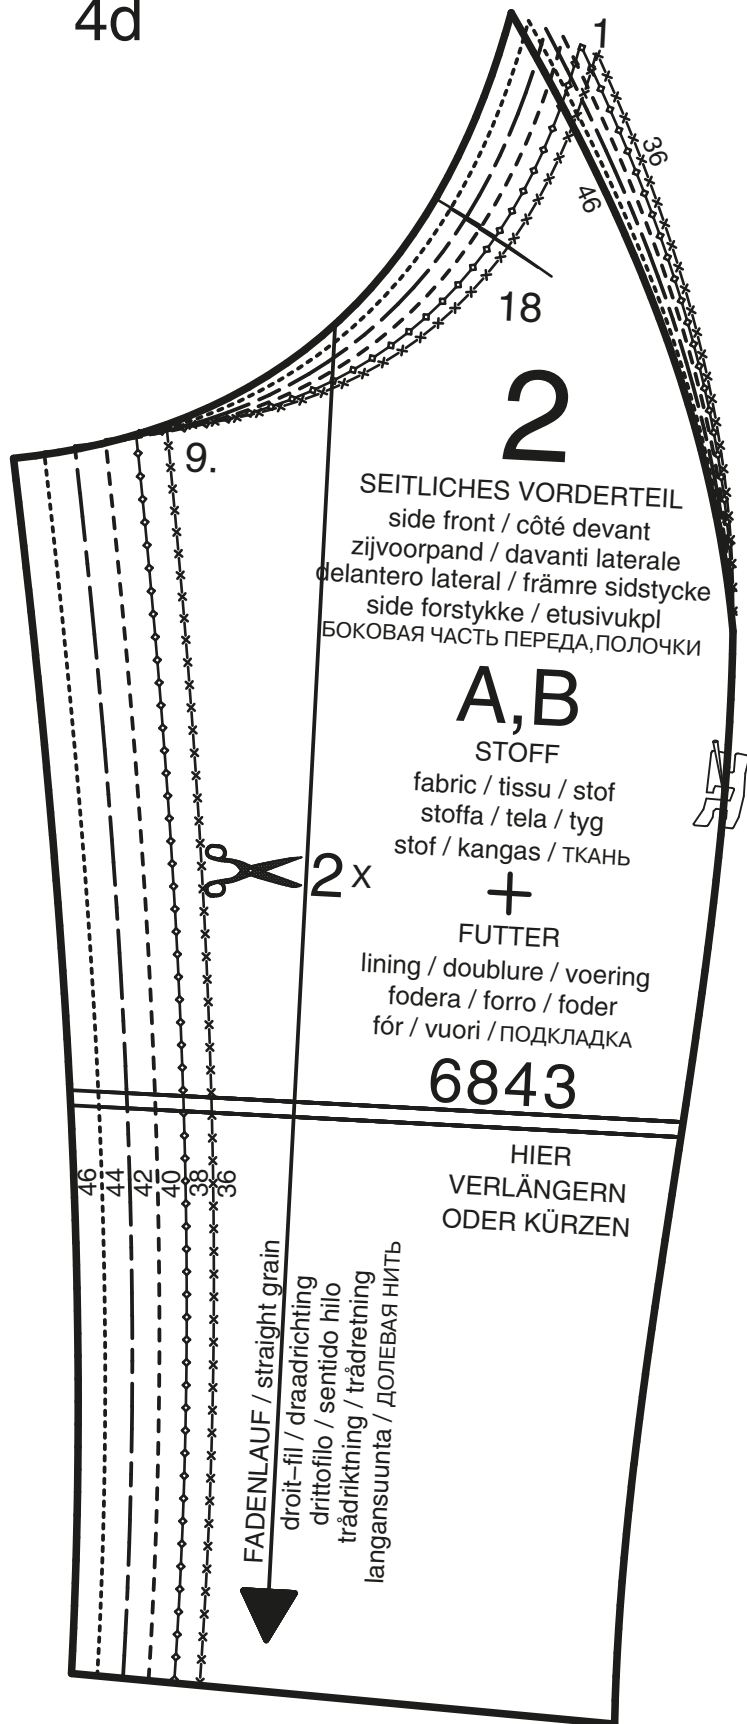 4d
1
36
46
18
2
9.
SEITLICHES VORDERTEIL
side front / côté devant
zijvoorpand / davanti laterale
delantero lateral / främre sidstycke
side forstykke / etusivukpl
БОКОВАЯ ЧАСТЬ ПЕРЕДА,ПОЛОЧКИ
A,B
STOFF
fabric / tissu / stof
stoffa / tela / tyg
stof / kangas / ТКАНЬ
2 x
+
FUTTER
lining / doublure / voering
fodera / forro / foder
fór / vuori / ПОДКЛАДКА
6843
HIER
VERLÄNGERN
ODER KÜRZEN
46 44 42 40 38 36
FADENLAUF / straight grain
droit-fil / draadrichting
drittofilo / sentido hilo
trådriktning / trådretning
langansuunta / ДОЛЕВАЯ НИТЬ